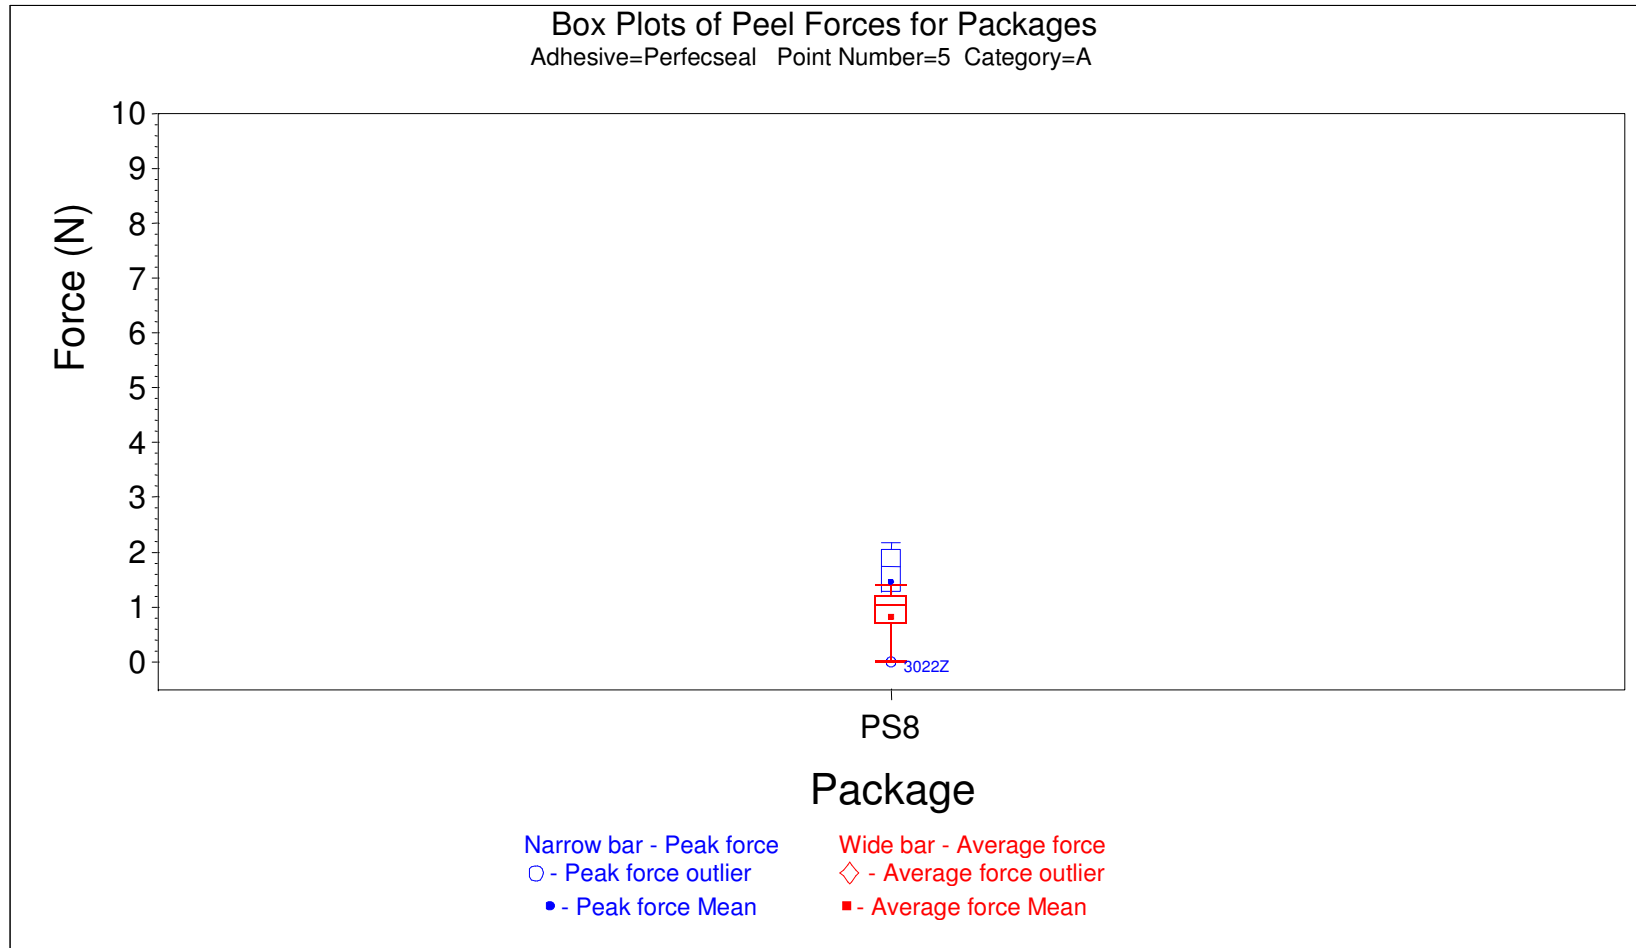 Box Plots of Peel Forces for Packages
Adhesive=Perfecseal Point Number=5 Category=A
Force (N)
10
9
8
7
6
5
4
3
2
1
0
3022Z
PS8
Package
Narrow bar - Peak force Wide bar - Average force
- Peak force outlier - Average force outlier
- Peak force Mean - Average force Mean